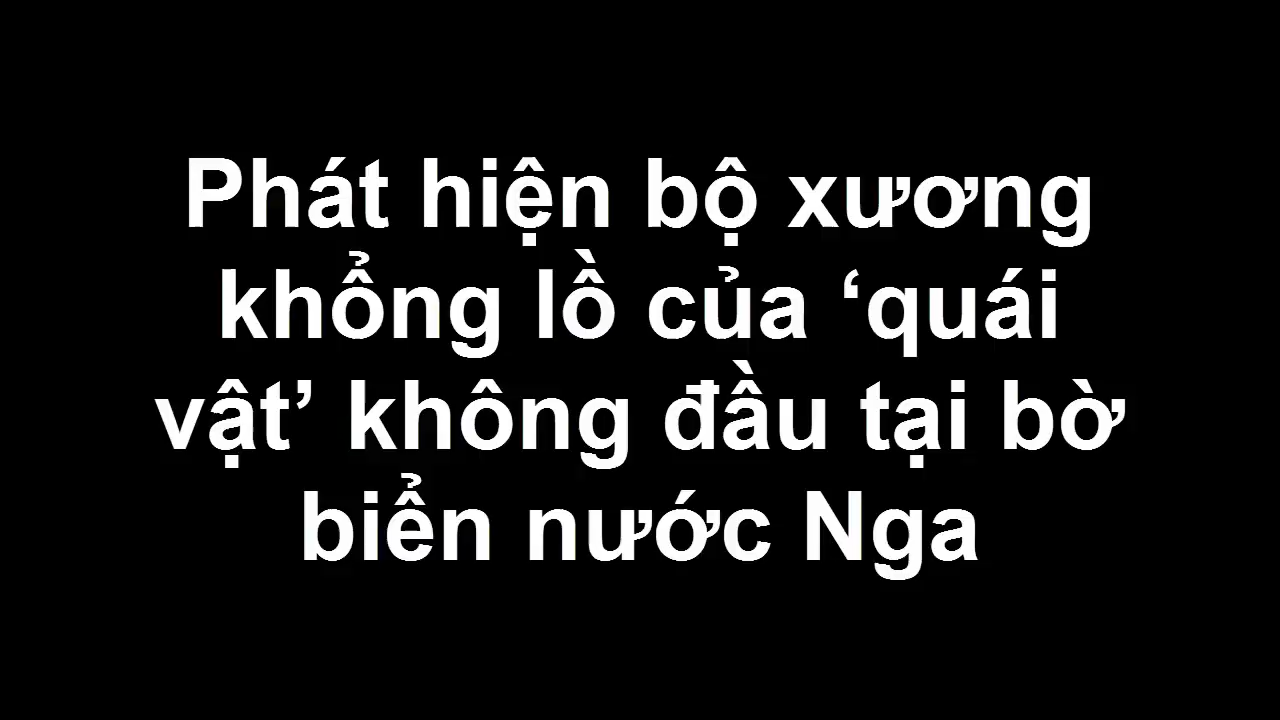 Phát hiện bộ xương
khổng lồ của ‘quái
vật’ không đầu tại bờ
biển nước Nga